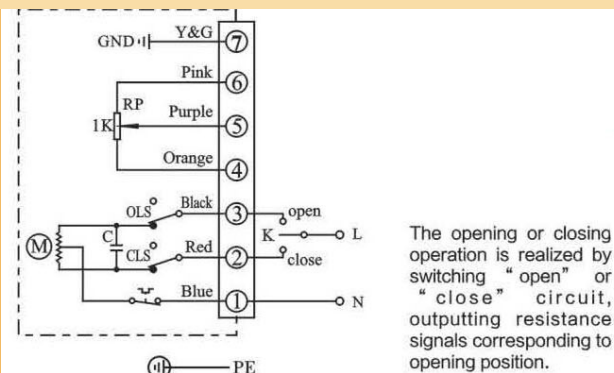 GND Y&G 7
Pink 6
RP
1K Purple 5
Orange 4
OLS Black 3 open
K L
M C CLS Red 2 close
Blue 1 N
PE
The opening or closing
operation is realized by
switching “ open ” or
“ close ” circuit,
outputting resistance
signals corresponding to
opening position.